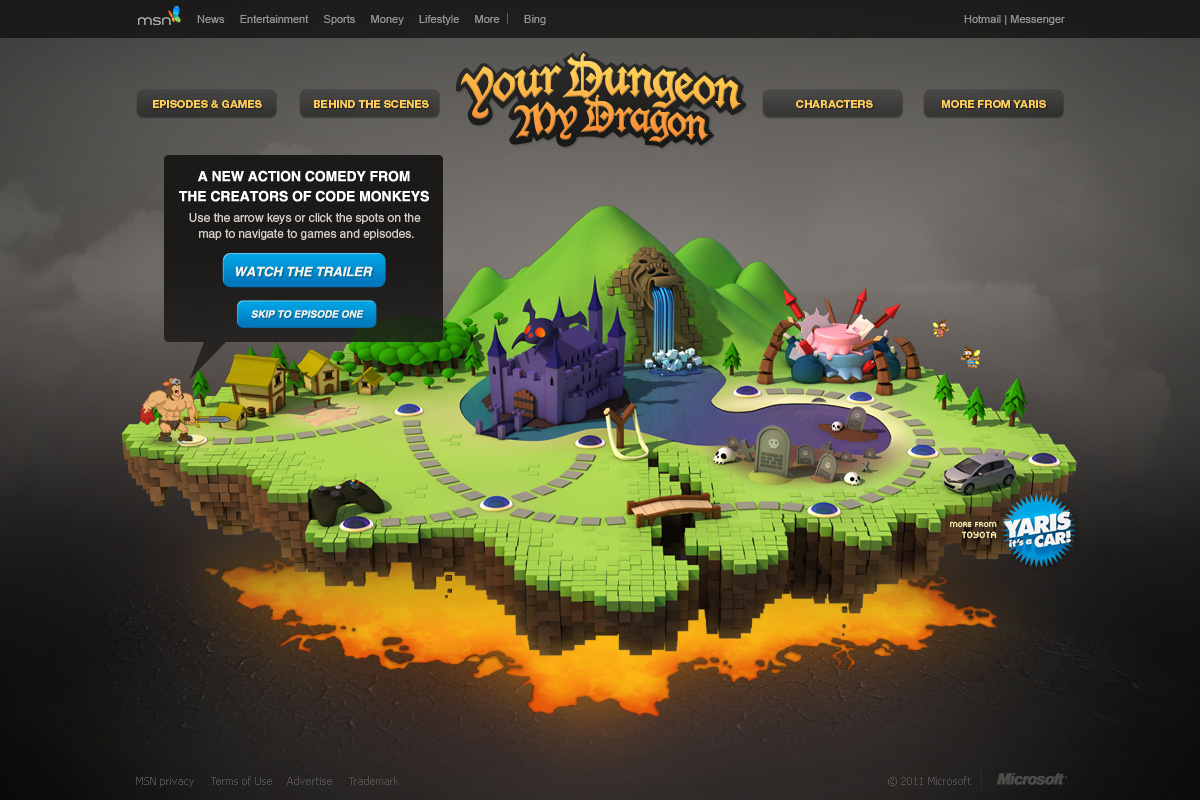 msn News Entertainment Sports Money Lifestyle More | Bing Hotmail | Messenger
Your Dungeon
My Dragon
EPISODES & GAMES BEHIND THE SCENES CHARACTERS MORE FROM YARIS
A NEW ACTION COMEDY FROM
THE CREATORS OF CODE MONKEYS
Use the arrow keys or click the spots on the
map to navigate to games and episodes.
WATCH THE TRAILER
SKIP TO EPISODE ONE
MORE FROM
TOYOTA
YARIS
it's a CAR!
MSN privacy Terms of Use Advertise Trademark © 2011 Microsoft Microsoft